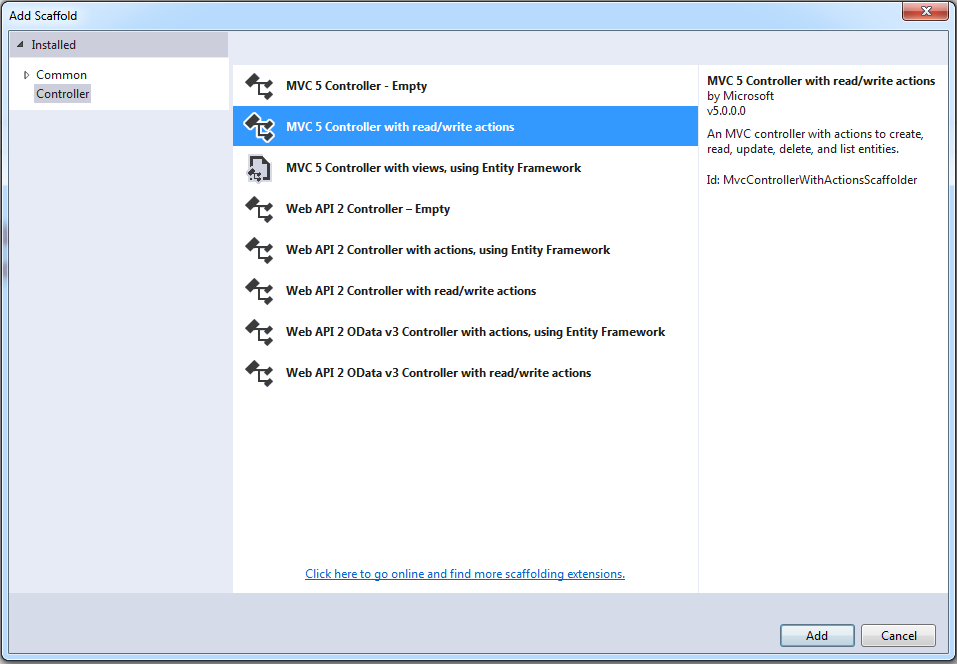 Add Scaffold
Installed
Common
Controller
MVC 5 Controller - Empty
MVC 5 Controller with read/write actions
MVC 5 Controller with views, using Entity Framework
Web API 2 Controller – Empty
Web API 2 Controller with actions, using Entity Framework
Web API 2 Controller with read/write actions
Web API 2 OData v3 Controller with actions, using Entity Framework
Web API 2 OData v3 Controller with read/write actions
Click here to go online and find more scaffolding extensions.
MVC 5 Controller with read/write actions
by Microsoft
v5.0.0.0
An MVC controller with actions to create,
read, update, delete, and list entities.
Id: MvcControllerWithActionsScaffolder
Add
Cancel